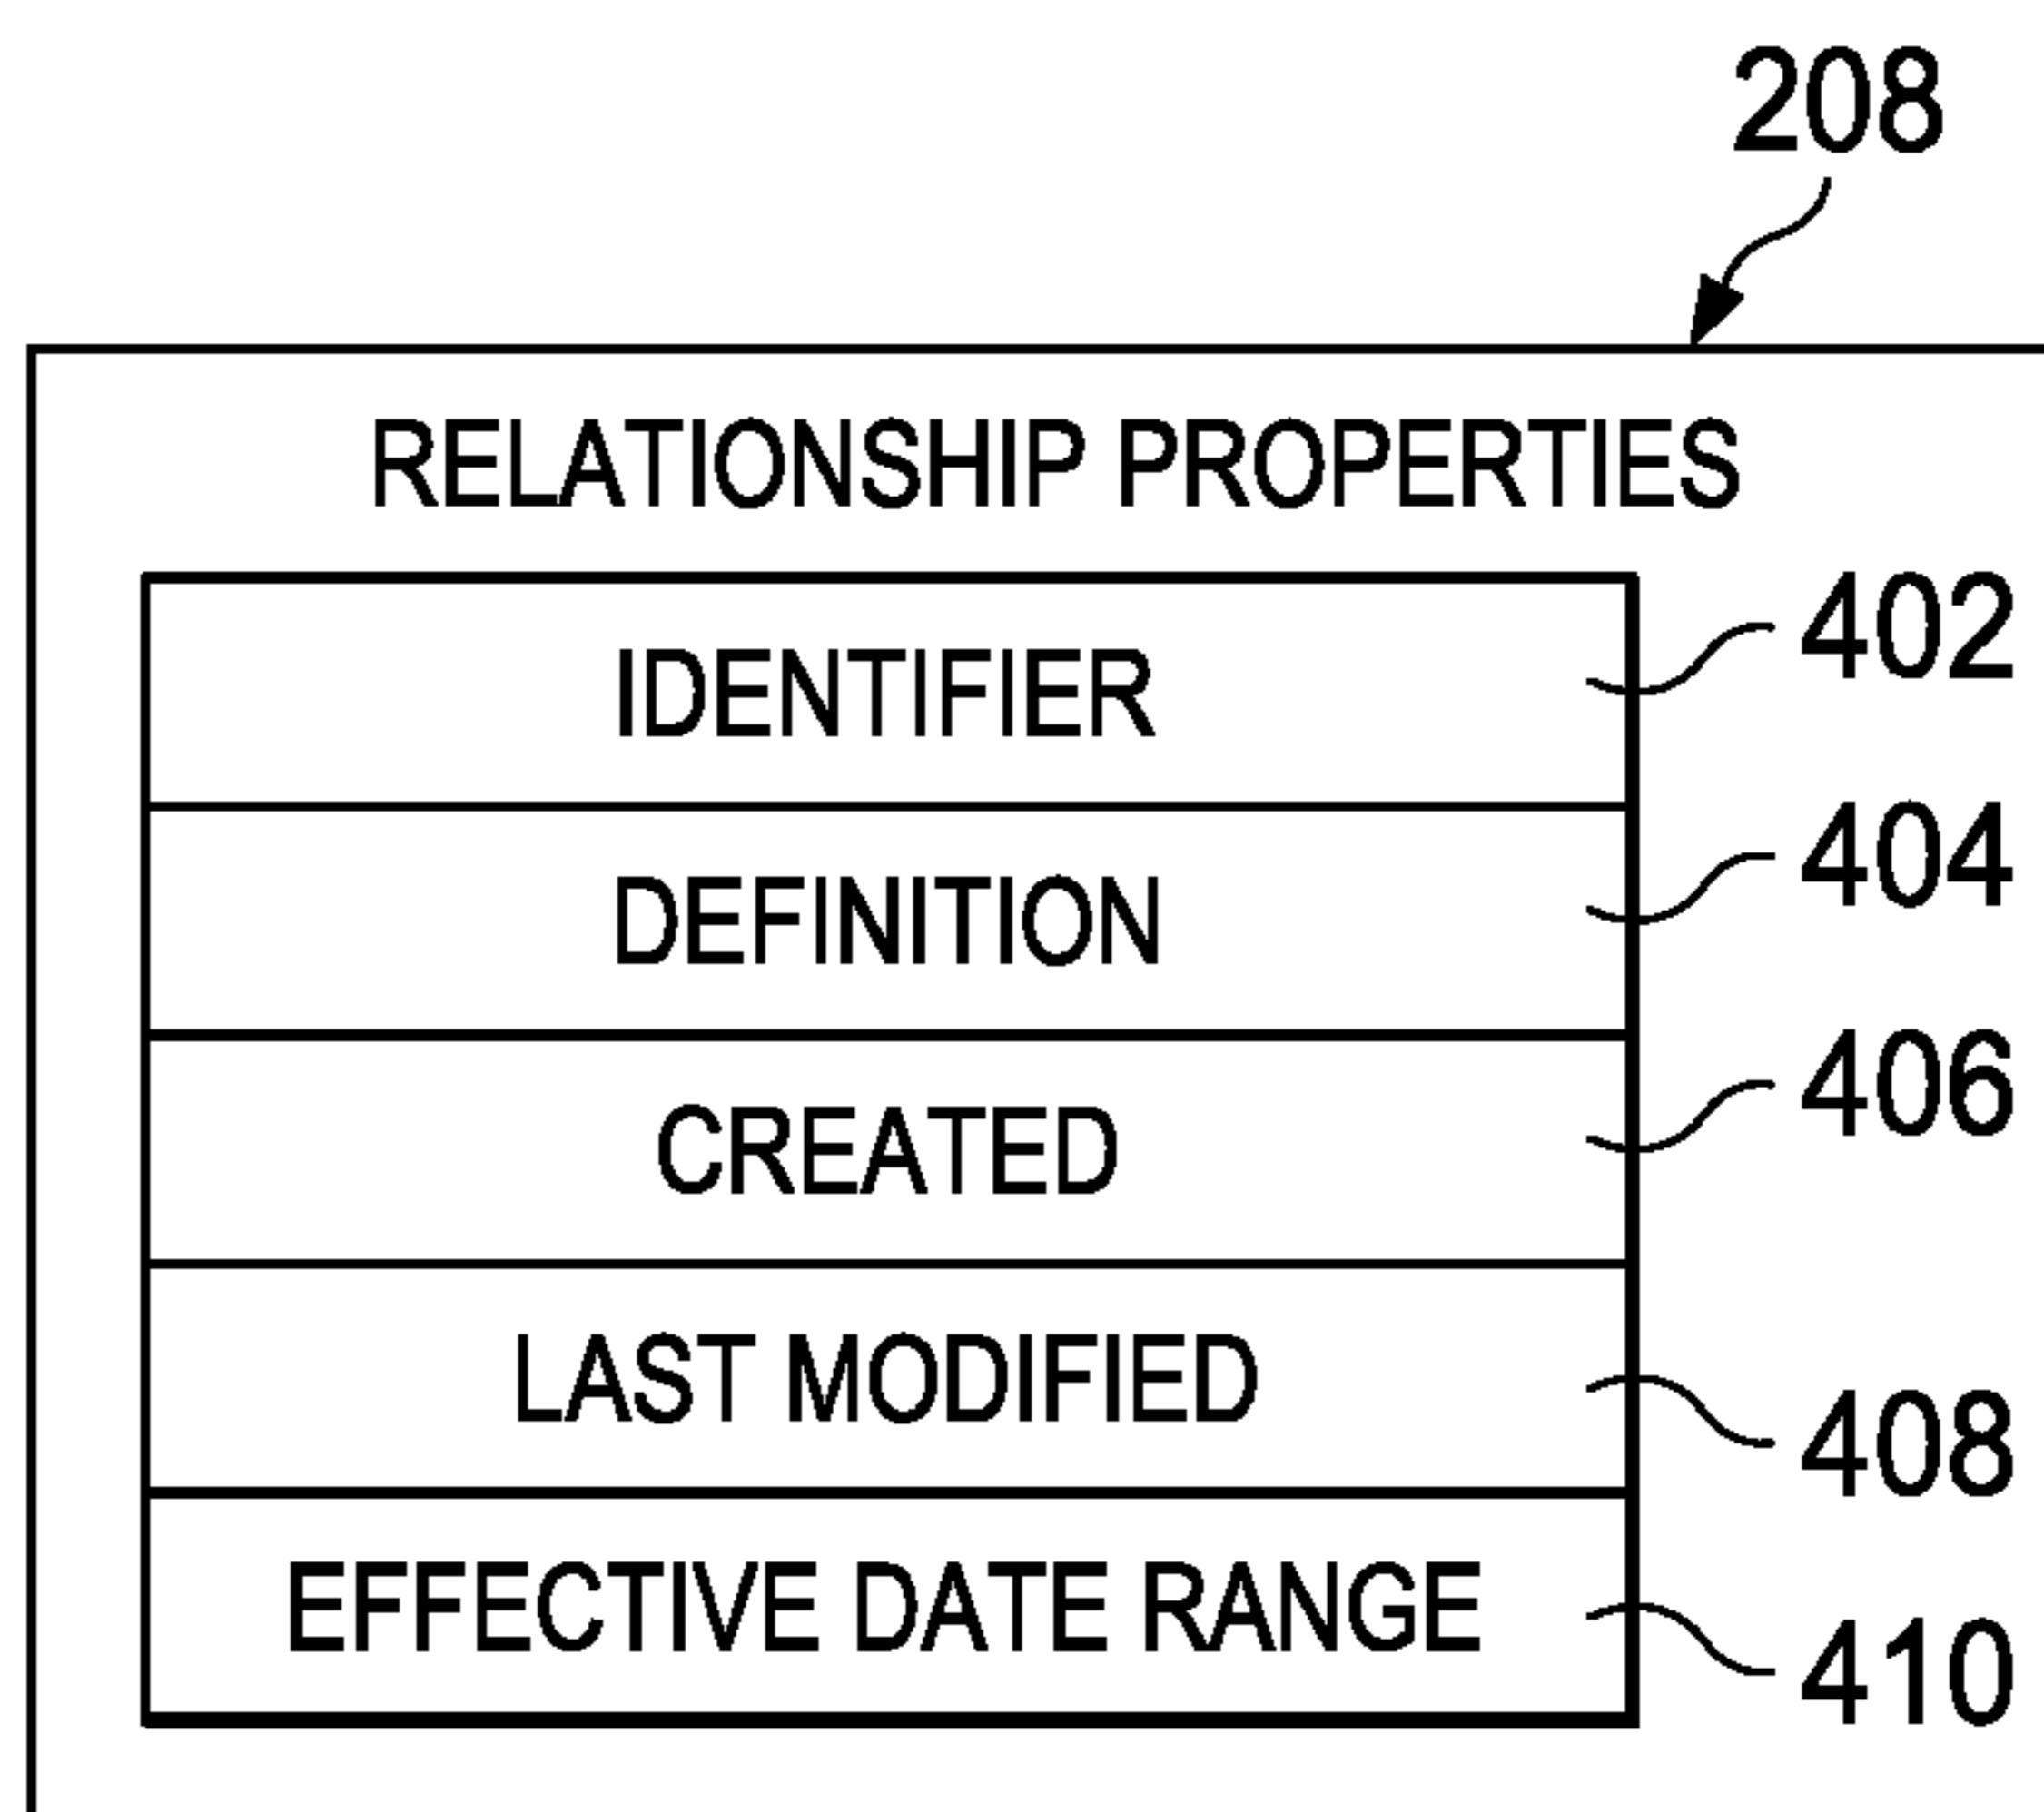 208
RELATIONSHIP PROPERTIES
IDENTIFIER 402
DEFINITION 404
CREATED 406
LAST MODIFIED 408
EFFECTIVE DATE RANGE 410